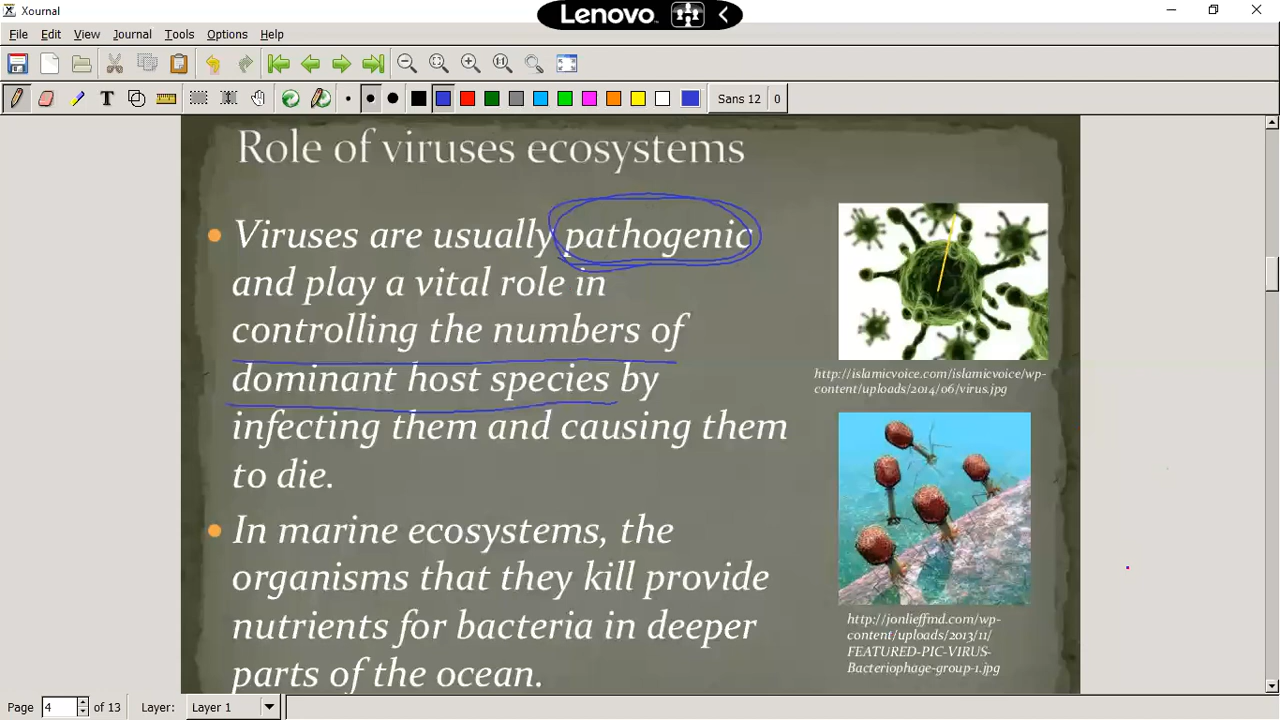 Xournal
Lenovo
File Edit View Journal Tools Options Help
T
Sans 12 0
Role of viruses ecosystems
Viruses are usually pathogenic
and play a vital role in
controlling the numbers of
dominant host species by
infecting them and causing them
to die.
In marine ecosystems, the
organisms that they kill provide
nutrients for bacteria in deeper
parts of the ocean.
http://islamicvoice.com/islamicvoice/wp-
content/uploads/2014/06/virus.jpg
http://jonlieffmd.com/wp-
content/uploads/2013/11/
FEATURED-PIC-VIRUS-
Bacteriophage-group-1.jpg
Page 4 of 13 Layer: Layer 1